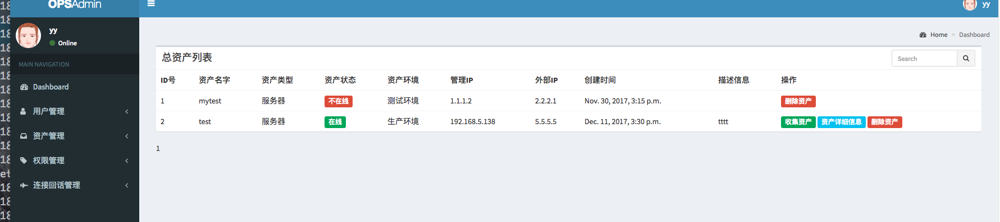 OPSAdmin
yy
yy
Online
Home > Dashboard
MAIN NAVIGATION
Dashboard
用户管理
资产管理
权限管理
连接回话管理
总资产列表
Search
ID号 资产名字 资产类型 资产状态 资产环境 管理IP 外部IP 创建时间 描述信息 操作
1 mytest 服务器 不在线 测试环境 1.1.1.2 2.2.2.1 Nov. 30, 2017, 3:15 p.m. 删除资产
2 test 服务器 在线 生产环境 192.168.5.138 5.5.5.5 Dec. 11, 2017, 3:30 p.m. tttt 收集资产 资产详细信息 删除资产
1